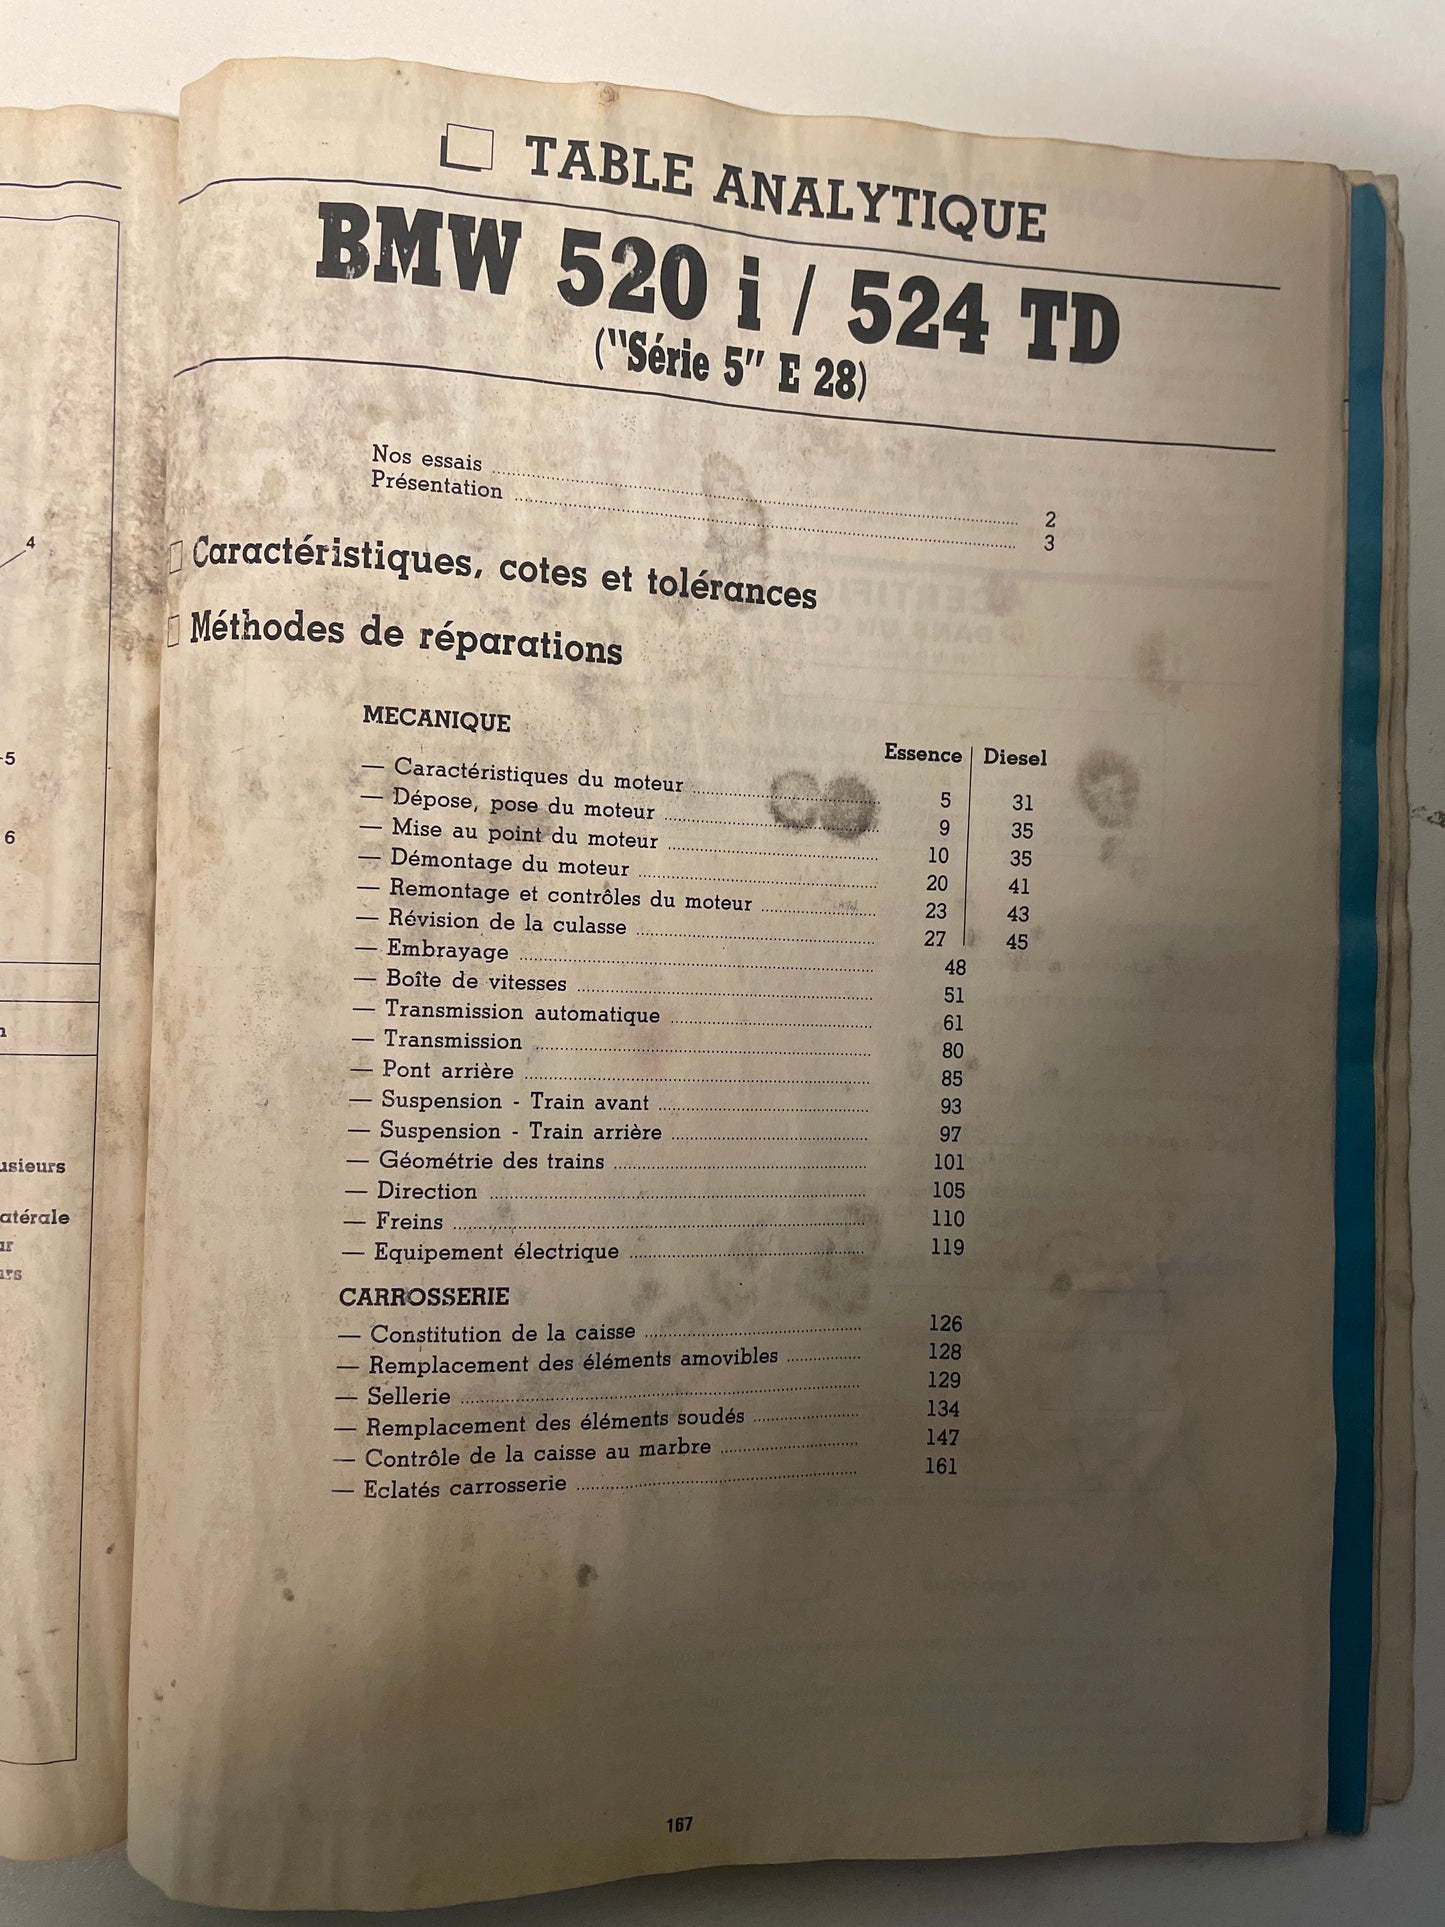 4
5
6
usieurs
atérale
TABLE ANALYTIQUE
BMW 520 i / 524 TD
("Série 5" E 28)
Nos essais 2
Présentation 3
Caractéristiques, cotes et tolérances
Méthodes de réparations
MECANIQUE
Essence | Diesel
— Caractéristiques du moteur 5 31
— Dépose, pose du moteur 9 35
— Mise au point du moteur 10 35
— Démontage du moteur 20 41
— Remontage et contrôles du moteur 23 43
— Révision de la culasse 27 45
— Embrayage 48
— Boîte de vitesses 51
— Transmission automatique 61
— Transmission 80
— Pont arrière 85
— Suspension - Train avant 93
— Suspension - Train arrière 97
— Géométrie des trains 101
— Direction 105
— Freins 110
— Equipement électrique 119
CARROSSERIE
— Constitution de la caisse 126
— Remplacement des éléments amovibles 128
— Sellerie 129
— Remplacement des éléments soudés 134
— Contrôle de la caisse au marbre 147
— Eclatés carrosserie 161
167